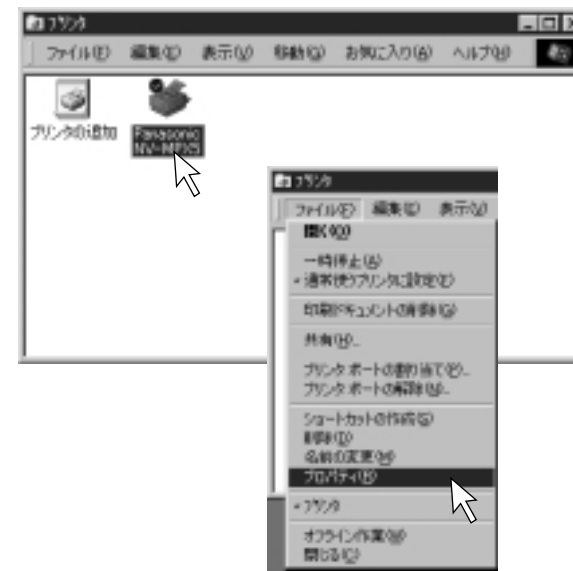 プリンタ
ファイル(F) 編集(E) 表示(V) 移動(G) お気に入り(A) ヘルプ(H)
プリンタの追加
Panasonic
NV-MPX5
プリンタ
ファイル(F) 編集(E) 表示(V)
開く(O)
一時停止(A)
通常使うプリンタに設定(E)
印刷ドキュメントの削除(G)
共有(H)...
プリンタ ポートの割り当て(P)...
プリンタ ポートの解除(U)...
ショートカットの作成(S)
削除(D)
名前の変更(M)
プロパティ(R)
プリンタ
オフライン作業(W)
閉じる(C)